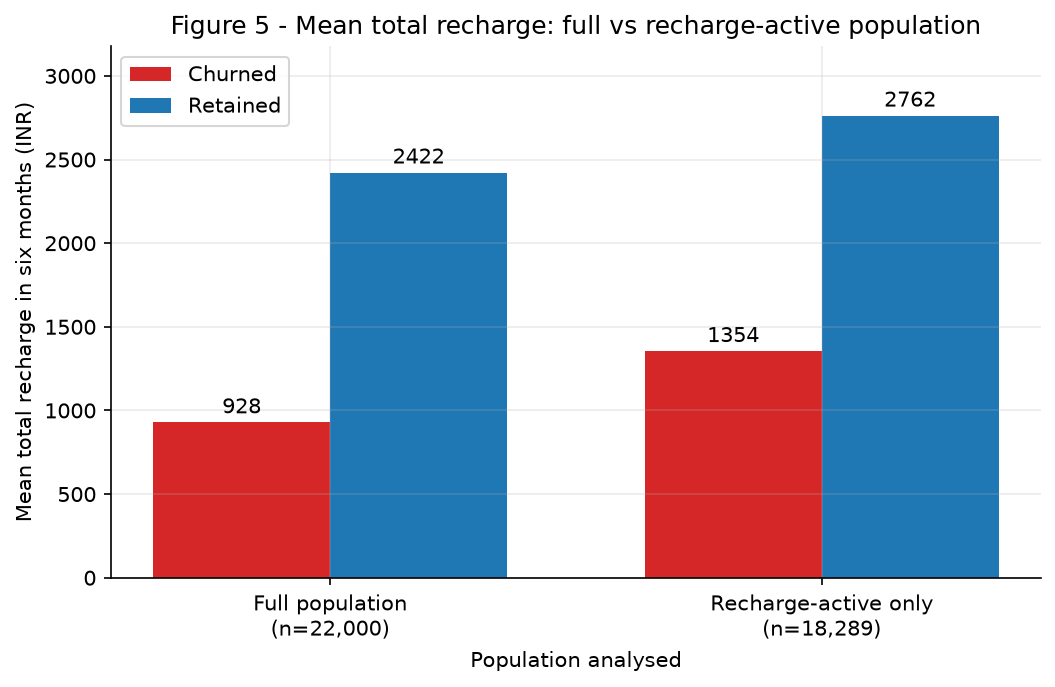 Figure 5 - Mean total recharge: full vs recharge-active population
Churned
Retained
Mean total recharge in six months (INR)
3000
2500
2000
1500
1000
500
0
928
2422
1354
2762
Full population
(n=22,000)
Recharge-active only
(n=18,289)
Population analysed